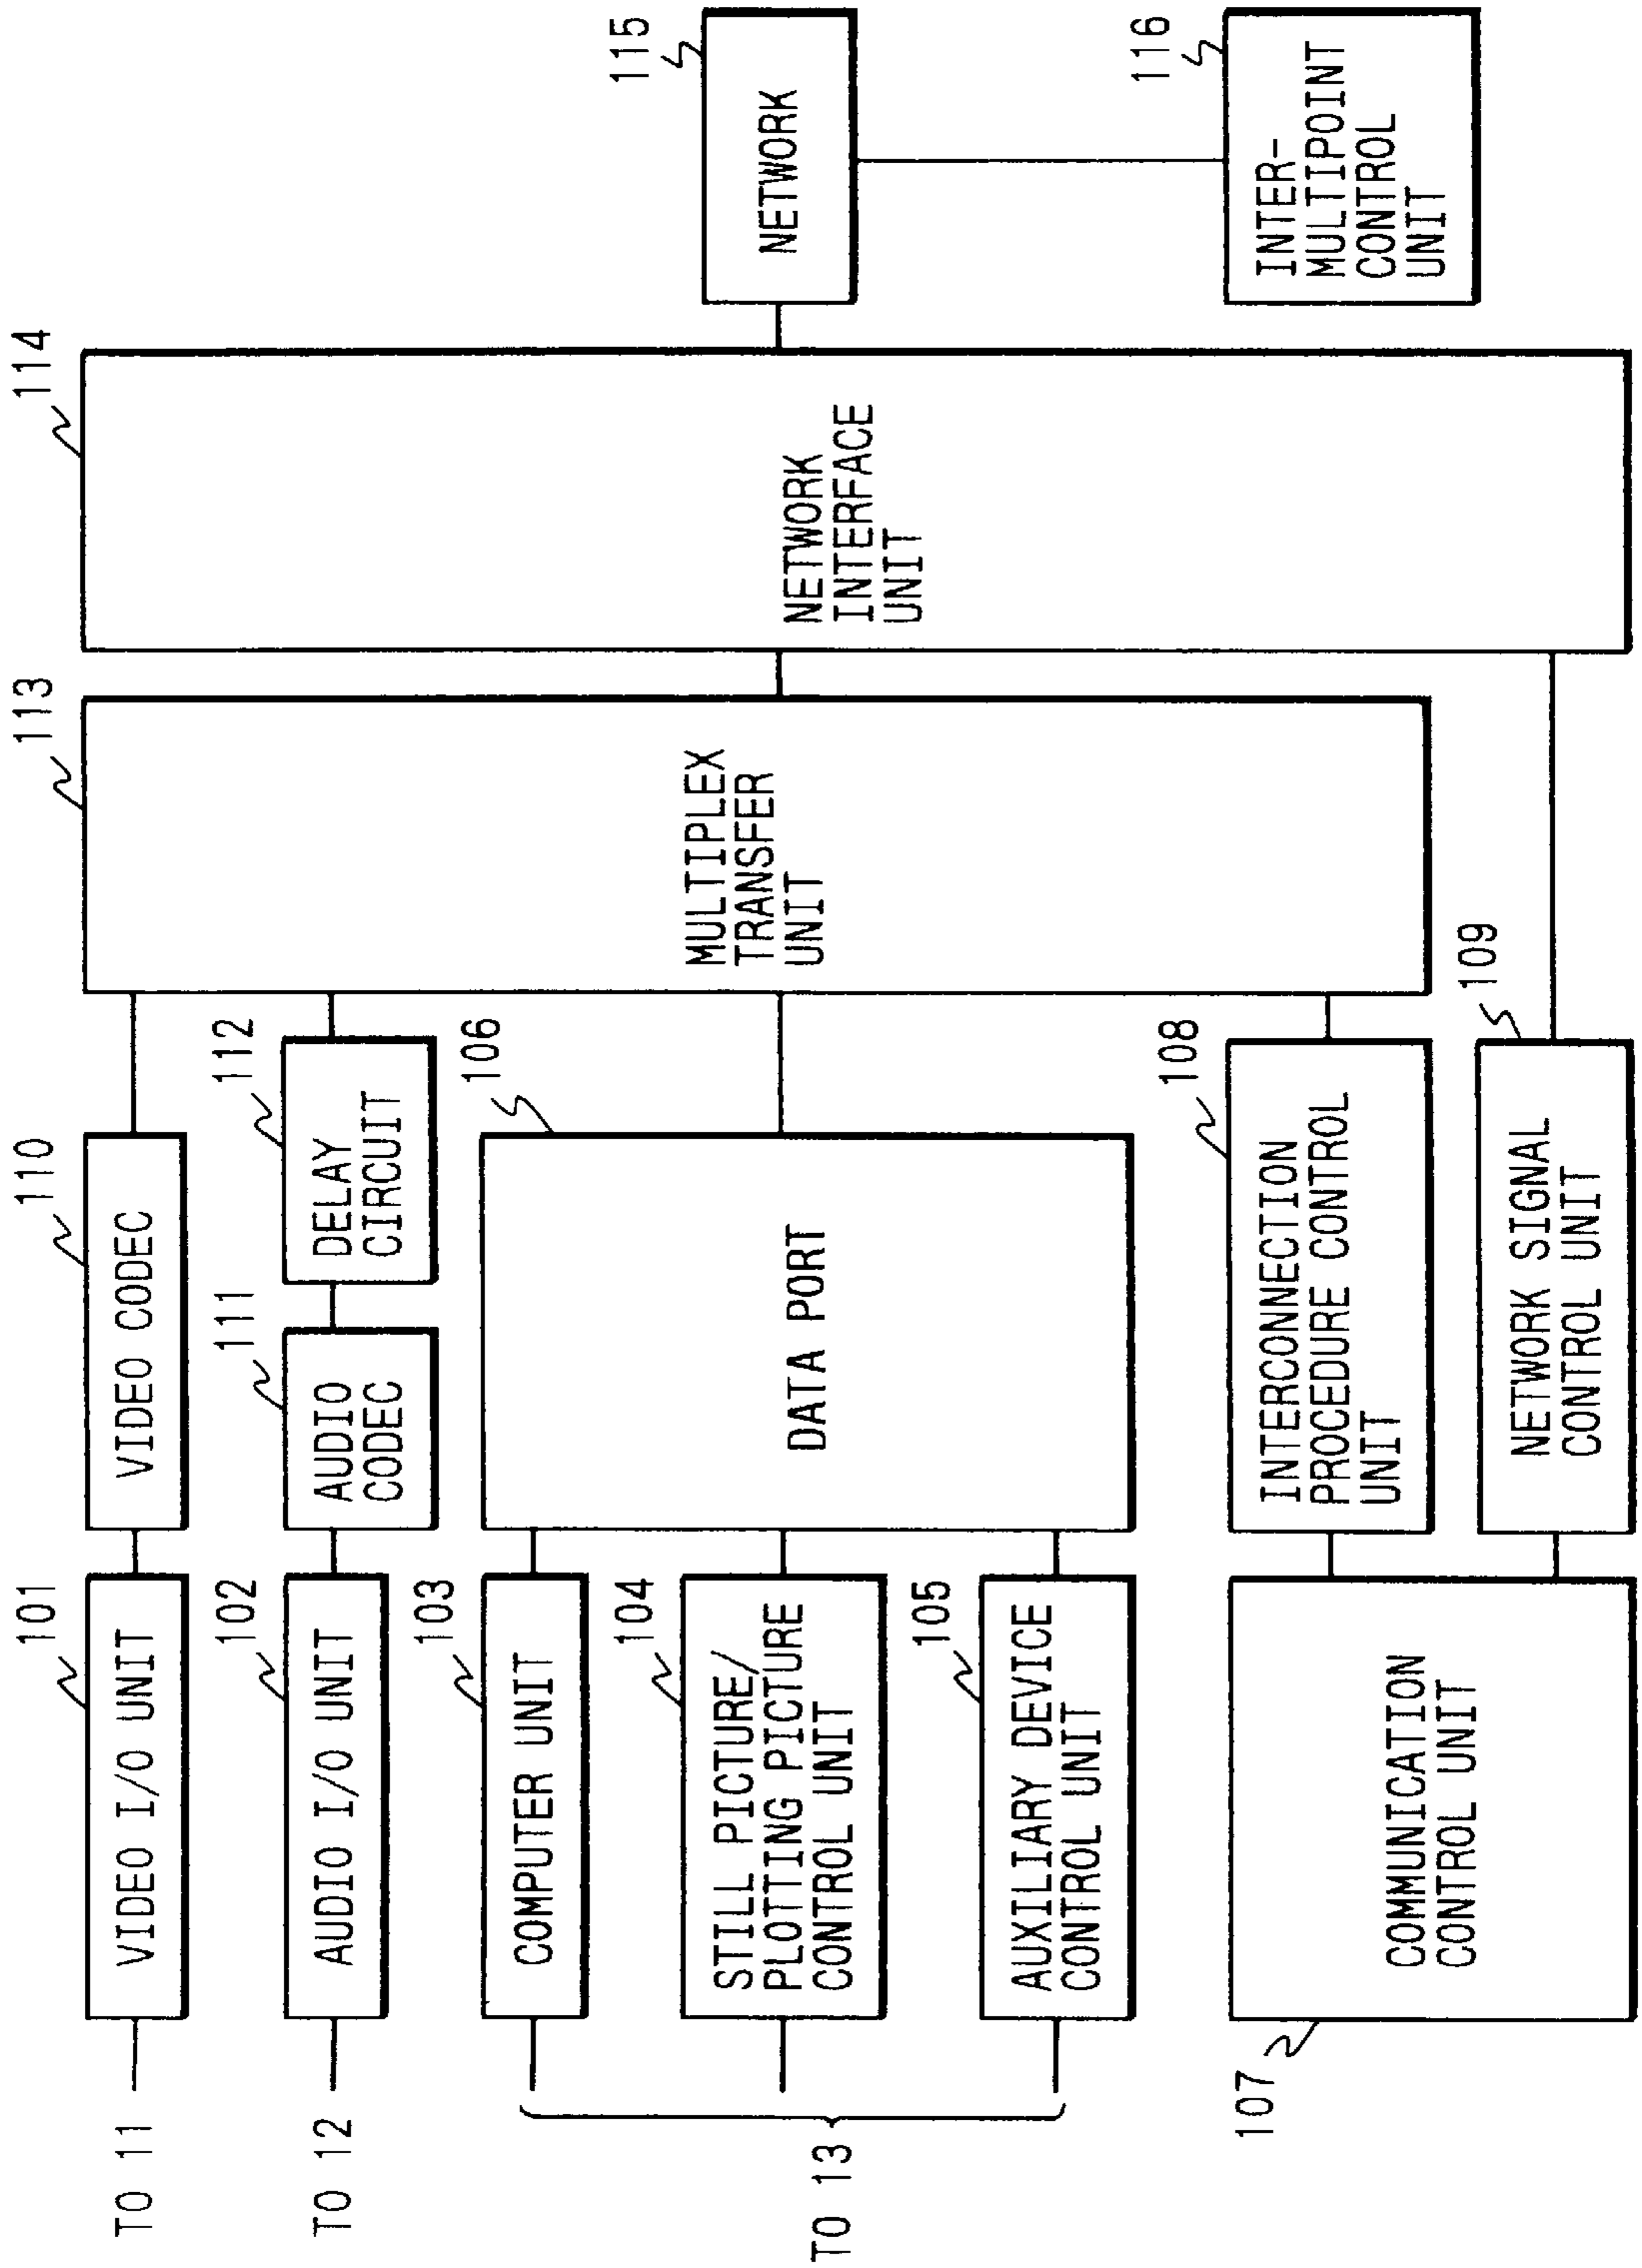 TO 11
101
VIDEO I/O UNIT
110
VIDEO CODEC
TO 12
102
AUDIO I/O UNIT
111
AUDIO
CODEC
112
DELAY
CIRCUIT
TO 13
103
COMPUTER UNIT
104
STILL PICTURE/
PLOTTING PICTURE
CONTROL UNIT
105
AUXILIARY DEVICE
CONTROL UNIT
106
DATA PORT
107
COMMUNICATION
CONTROL UNIT
108
INTERCONNECTION
PROCEDURE CONTROL
UNIT
109
NETWORK SIGNAL
CONTROL UNIT
113
MULTIPLEX
TRANSFER
UNIT
114
NETWORK
INTERFACE
UNIT
115
NETWORK
116
INTER-
MULTIPOINT
CONTROL
UNIT